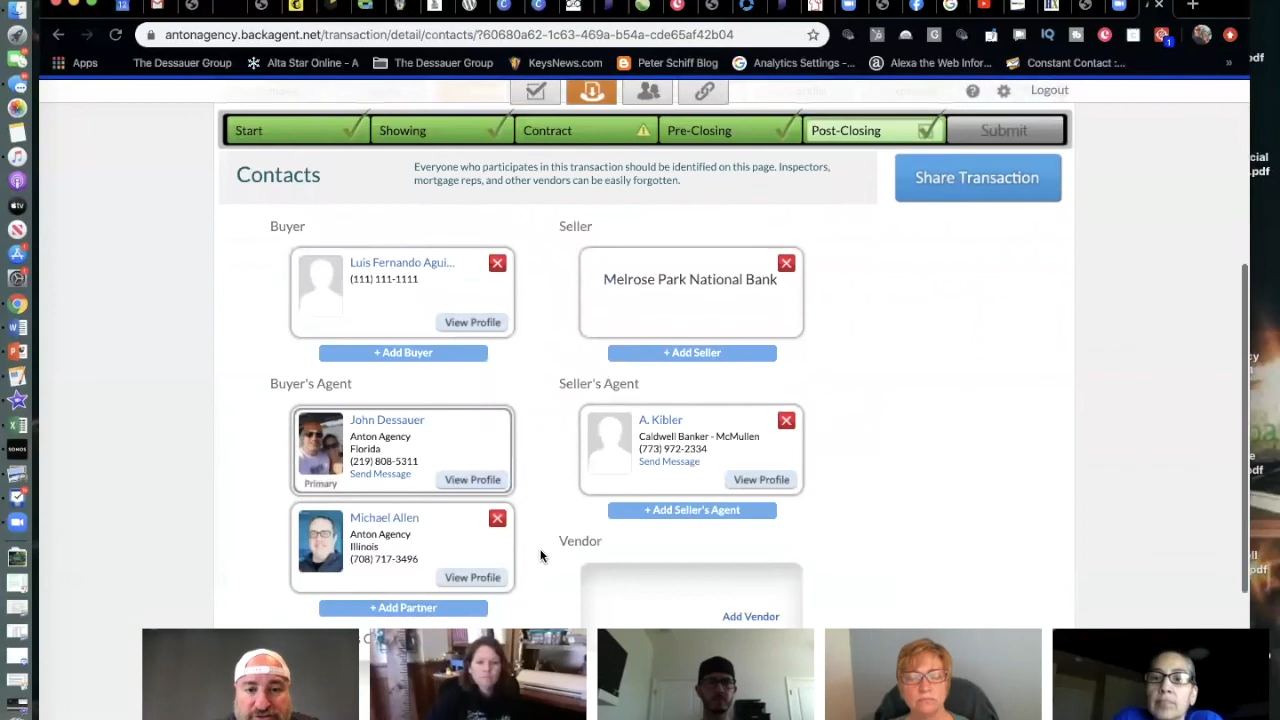 antonagency.backagent.net/transaction/detail/contacts/?60680a62-1c63-469a-b54a-cde65af42b04
Apps
The Dessauer Group
Alta Star Online - A
The Dessauer Group
KeysNews.com
Peter Schiff Blog
Analytics Settings -...
Alexa the Web Infor...
Constant Contact :...
»
Logout
Start
Showing
Contract
Pre-Closing
Post-Closing
Submit
Contacts
Everyone who participates in this transaction should be identified on this page. Inspectors,
mortgage reps, and other vendors can be easily forgotten.
Share Transaction
Buyer
Luis Fernando Agui...
(111) 111-1111
View Profile
+ Add Buyer
Seller
Melrose Park National Bank
+ Add Seller
Buyer's Agent
John Dessauer
Anton Agency
Florida
(219) 808-5311
Send Message
Primary
View Profile
Michael Allen
Anton Agency
Illinois
(708) 717-3496
View Profile
+ Add Partner
Seller's Agent
A. Kibler
Caldwell Banker - McMullen
(773) 972-2334
Send Message
View Profile
+ Add Seller's Agent
Vendor
Add Vendor
cial
.pdf